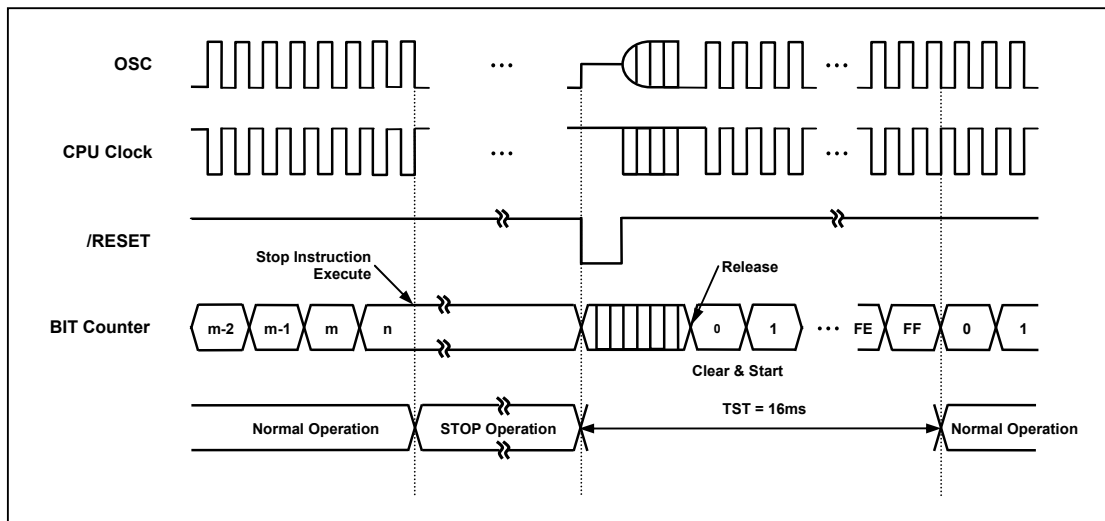 OSC
...
...
CPU Clock
...
...
/RESET
Stop Instruction
Execute
Release
BIT Counter
m-2 m-1 m n 0 1 ... FE FF 0 1
Clear & Start
TST = 16ms
Normal Operation STOP Operation Normal Operation